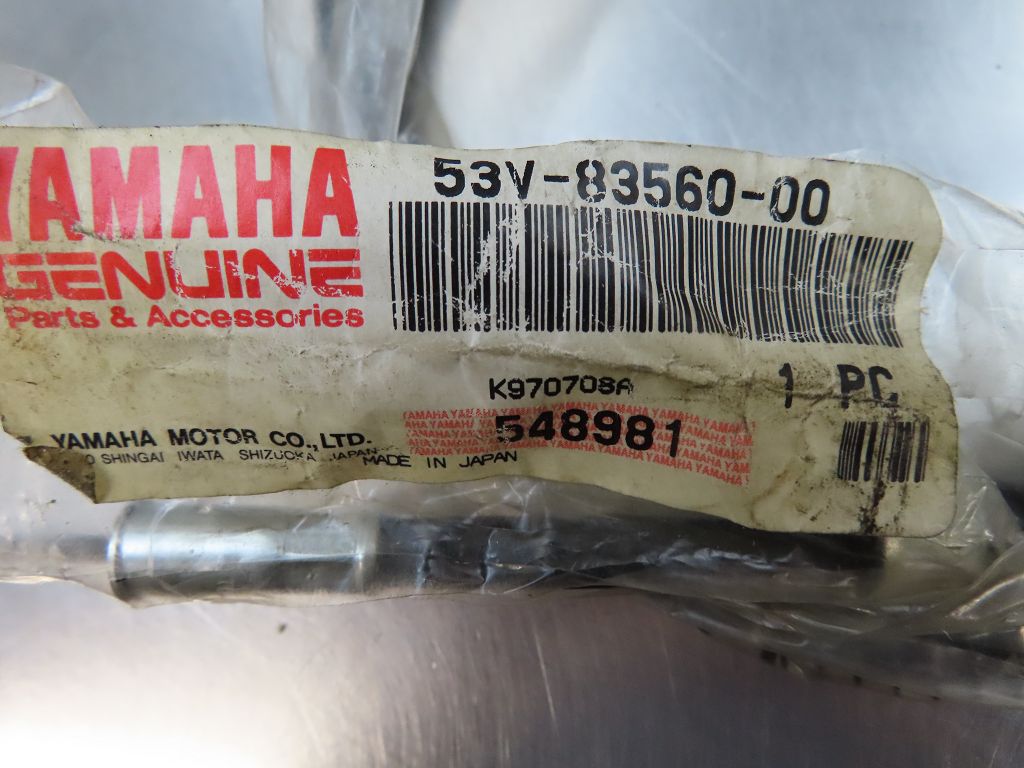 YAMAHA
GENUINE
Parts & Accessories
53V-83560-00
K970708A
1 PC
548981
YAMAHA MOTOR CO., LTD.
SHINGAI IWATA SHIZUOKA JAPAN
MADE IN JAPAN